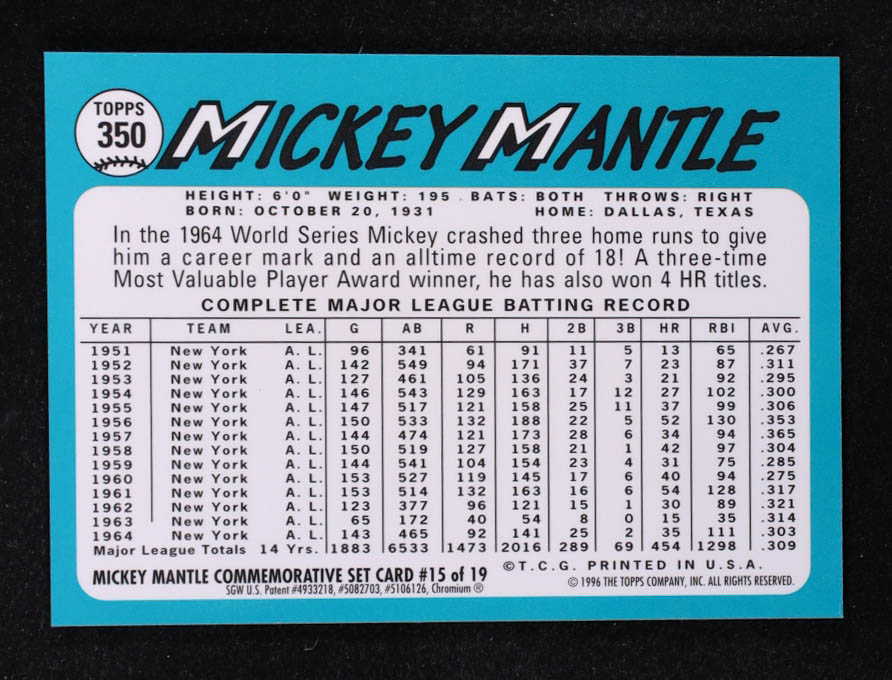 TOPPS
350
MICKEY MANTLE
HEIGHT: 6'0" WEIGHT: 195 . BATS: BOTH THROWS: RIGHT
BORN: OCTOBER 20, 1931 HOME: DALLAS, TEXAS
In the 1964 World Series Mickey crashed three home runs to give
him a career mark and an alltime record of 18! A three-time
Most Valuable Player Award winner, he has also won 4 HR titles.
COMPLETE MAJOR LEAGUE BATTING RECORD
YEAR TEAM LEA. G AB R H 2B 3B HR RBI AVG.
1951 New York A. L. 96 341 61 91 11 5 13 65 .267
1952 New York A. L. 142 549 94 171 37 7 23 87 .311
1953 New York A. L. 127 461 105 136 24 3 21 92 .295
1954 New York A. L. 146 543 129 163 17 12 27 102 .300
1955 New York A. L. 147 517 121 158 25 11 37 99 .306
1956 New York A. L. 150 533 132 188 22 5 52 130 .353
1957 New York A. L. 144 474 121 173 28 6 34 94 .365
1958 New York A. L. 150 519 127 158 21 1 42 97 .304
1959 New York A. L. 144 541 104 154 23 4 31 75 .285
1960 New York A. L. 153 527 119 145 17 6 40 94 .275
1961 New York A. L. 153 514 132 163 16 6 54 128 .317
1962 New York A. L. 123 377 96 121 15 1 30 89 .321
1963 New York A. L. 65 172 40 54 8 0 15 35 .314
1964 New York A. L. 143 465 92 141 25 2 35 111 .303
Major League Totals 14 Yrs. 1883 6533 1473 2016 289 69 454 1298 .309
©T.C.G. PRINTED IN U.S.A.
MICKEY MANTLE COMMEMORATIVE SET CARD #15 of 19
© 1996 THE TOPPS COMPANY, INC. ALL RIGHTS RESERVED.
SGW U.S. Patent #4933218, #5082703, #5106126, Chromium ®